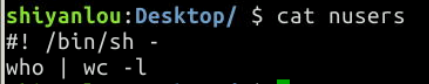 shiyanlou:Desktop/ $ cat nusers
#! /bin/sh -
who | wc -l